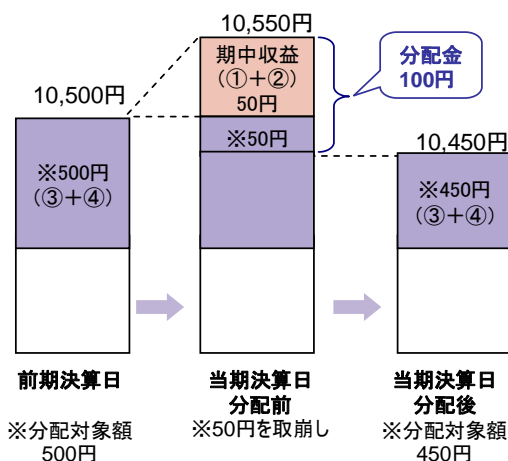 10,550円
期中収益
(①+②)
50円
分配金
100円
10,500円
※50円
10,450円
※500円
(③+④)
※450円
(③+④)
前期決算日
当期決算日
分配前
当期決算日
分配後
※分配対象額
500円
※50円を取崩し
※分配対象額
450円